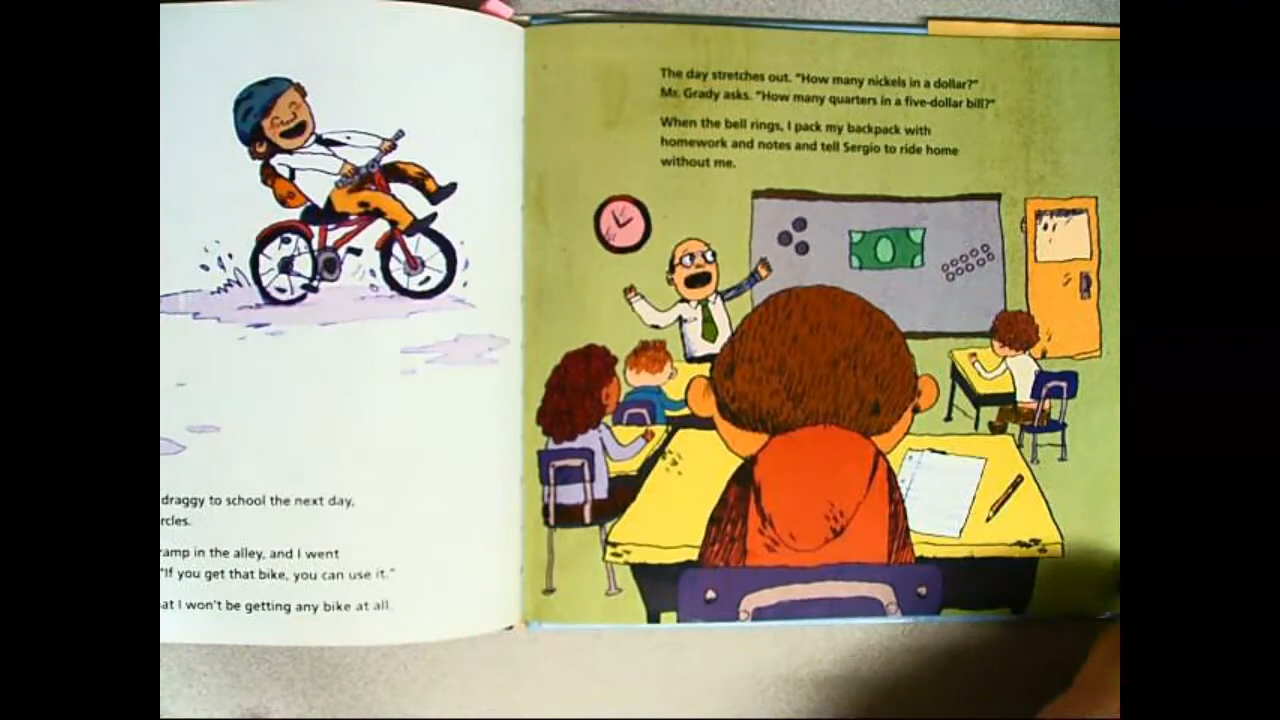 draggy to school the next day,
rcles.
amp in the alley, and I went
"If you get that bike, you can use it."
at I won't be getting any bike at all.
The day stretches out. "How many nickels in a dollar?"
Mr. Grady asks. "How many quarters in a five-dollar bill?"
When the bell rings, I pack my backpack with
homework and notes and tell Sergio to ride home
without me.